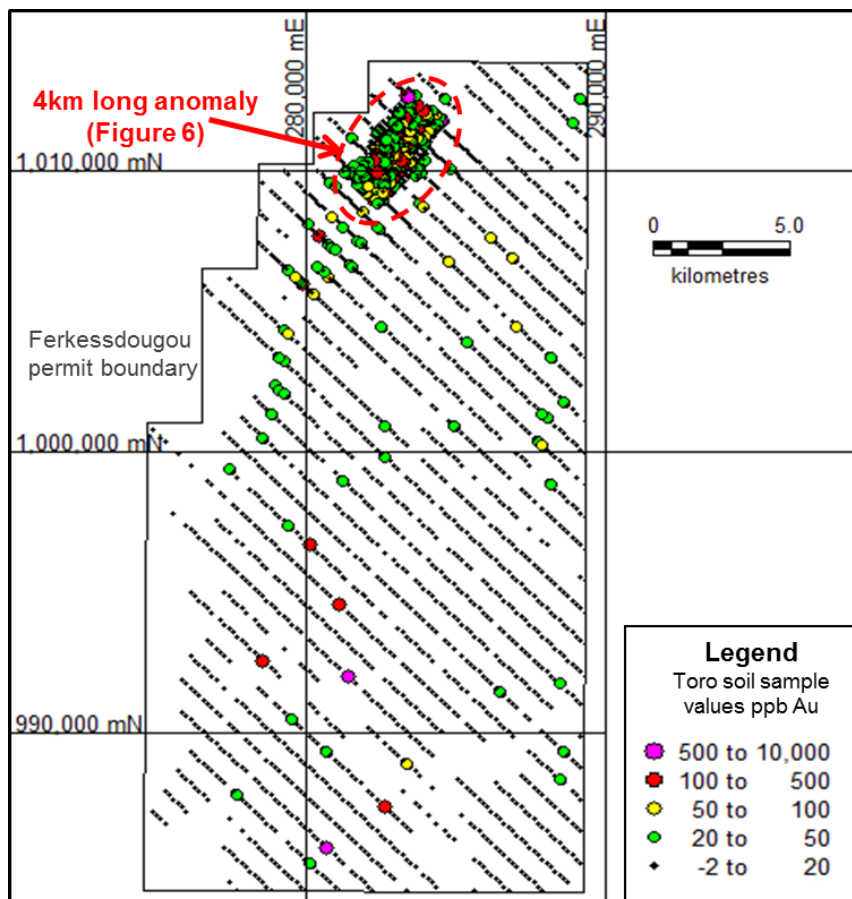 280,000 mE
290,000 mE
4km long anomaly
(Figure 6)
1,010,000 mN
0 5.0
kilometres
Ferkessdougou
permit boundary
1,000,000 mN
990,000 mN
Legend
Toro soil sample
values ppb Au
500 to 10,000
100 to 500
50 to 100
20 to 50
-2 to 20